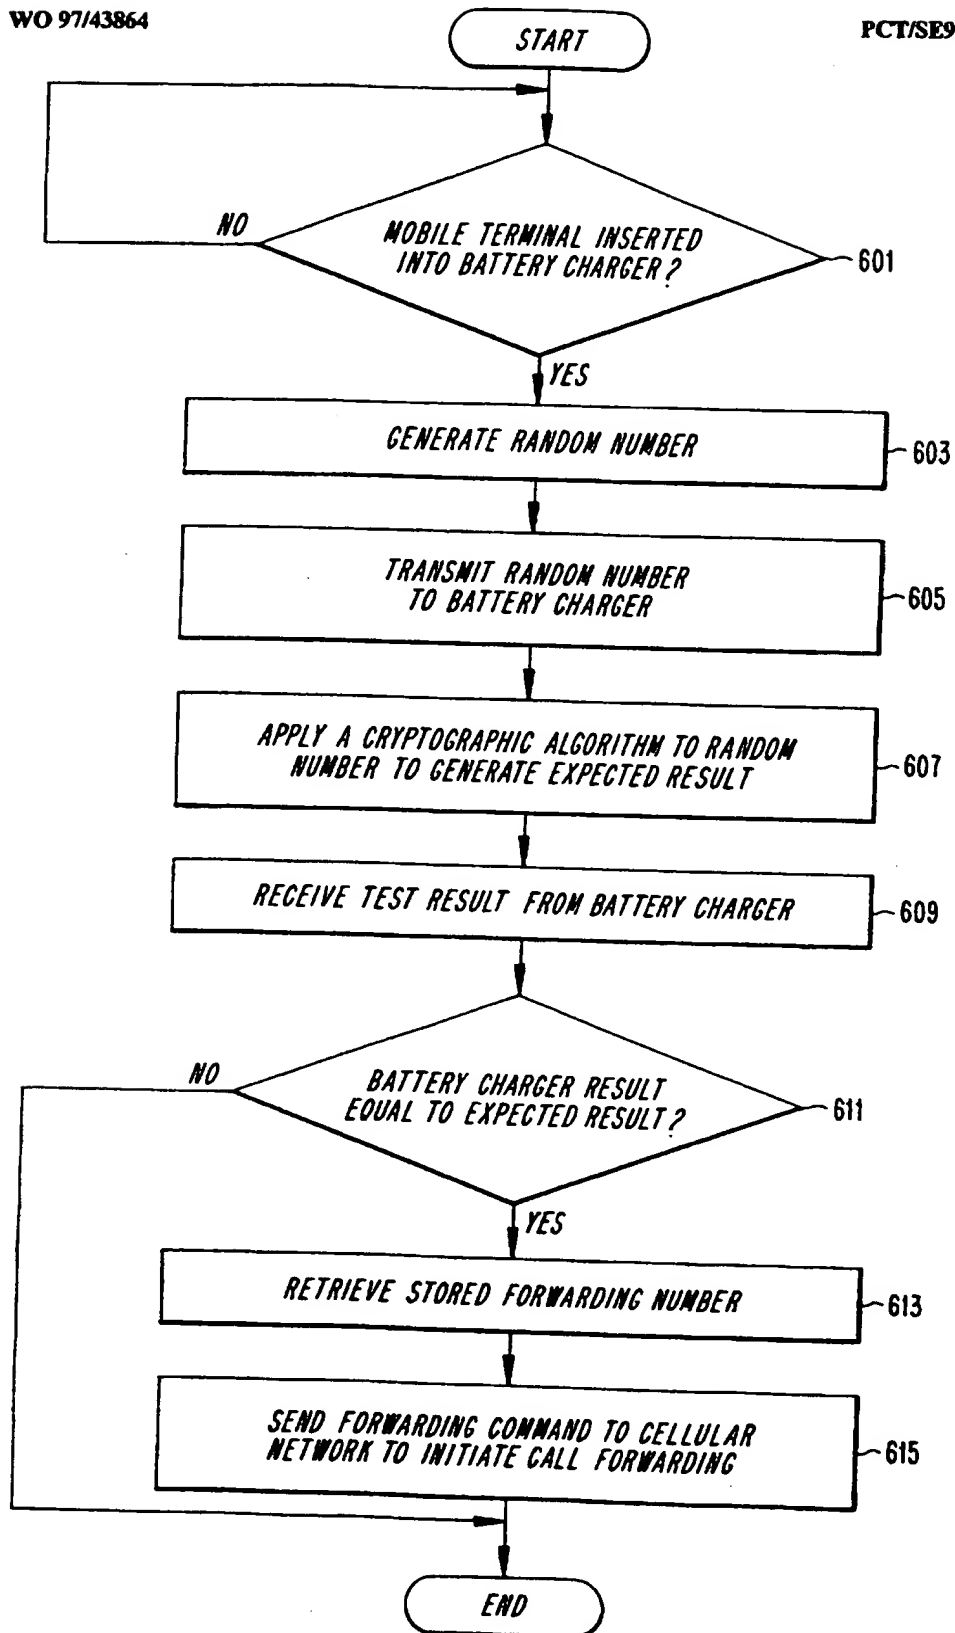 WO 97/43864
PCT/SE9
START
NO
MOBILE TERMINAL INSERTED
INTO BATTERY CHARGER?
601
YES
GENERATE RANDOM NUMBER
603
TRANSMIT RANDOM NUMBER
TO BATTERY CHARGER
605
APPLY A CRYPTOGRAPHIC ALGORITHM TO RANDOM
NUMBER TO GENERATE EXPECTED RESULT
607
RECEIVE TEST RESULT FROM BATTERY CHARGER
609
NO
BATTERY CHARGER RESULT
EQUAL TO EXPECTED RESULT?
611
YES
RETRIEVE STORED FORWARDING NUMBER
613
SEND FORWARDING COMMAND TO CELLULAR
NETWORK TO INITIATE CALL FORWARDING
615
END